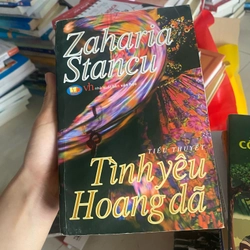 Zaharia
Stancu
TIỂU THUYẾT
Tình yêu
Hoang dã